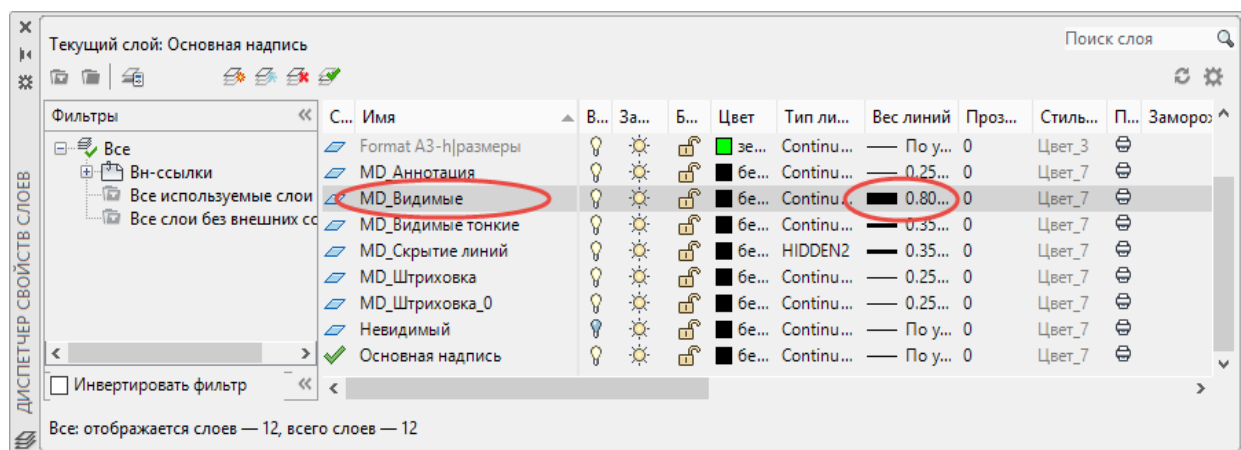 Текущий слой: Основная надпись
Поиск слоя
Фильтры
С... Имя В... За... Б... Цвет Тип ли... Вес линий Проз... Стиль... П... Замороз
Все
Вн-ссылки
Все используемые слои
Все слои без внешних сс
Format A3-h|размеры зе... Continu... По у... 0 Цвет_3
MD_Аннотация бе... Continu... 0.25... 0 Цвет_7
MD_Видимые бе... Continu... 0.80... 0 Цвет_7
MD_Видимые тонкие бе... Continu... 0.35... 0 Цвет_7
MD_Скрытие линий бе... HIDDEN2 0.35... 0 Цвет_7
MD_Штриховка бе... Continu... 0.25... 0 Цвет_7
MD_Штриховка_0 бе... Continu... 0.25... 0 Цвет_7
Невидимый бе... Continu... По у... 0 Цвет_7
Основная надпись бе... Continu... По у... 0 Цвет_7
Инвертировать фильтр
Все: отображается слоев — 12, всего слоев — 12
ДИСПЕТЧЕР СВОЙСТВ СЛОЕВ